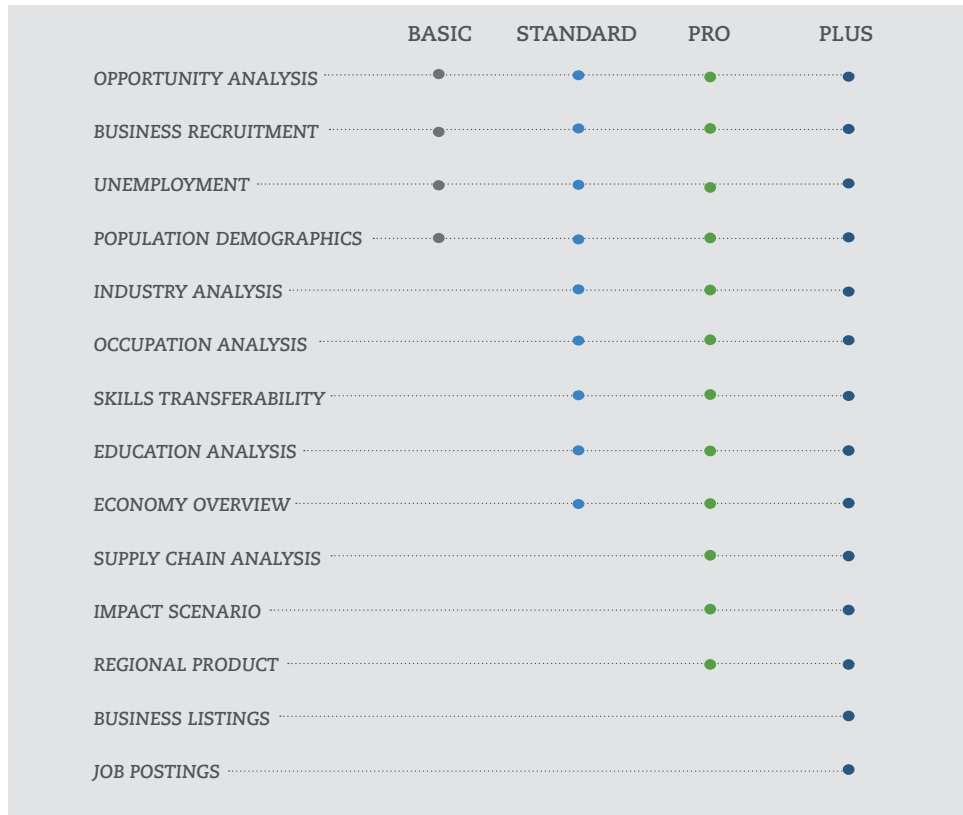 BASIC STANDARD PRO PLUS
OPPORTUNITY ANALYSIS
BUSINESS RECRUITMENT
UNEMPLOYMENT
POPULATION DEMOGRAPHICS
INDUSTRY ANALYSIS
OCCUPATION ANALYSIS
SKILLS TRANSFERABILITY
EDUCATION ANALYSIS
ECONOMY OVERVIEW
SUPPLY CHAIN ANALYSIS
IMPACT SCENARIO
REGIONAL PRODUCT
BUSINESS LISTINGS
JOB POSTINGS